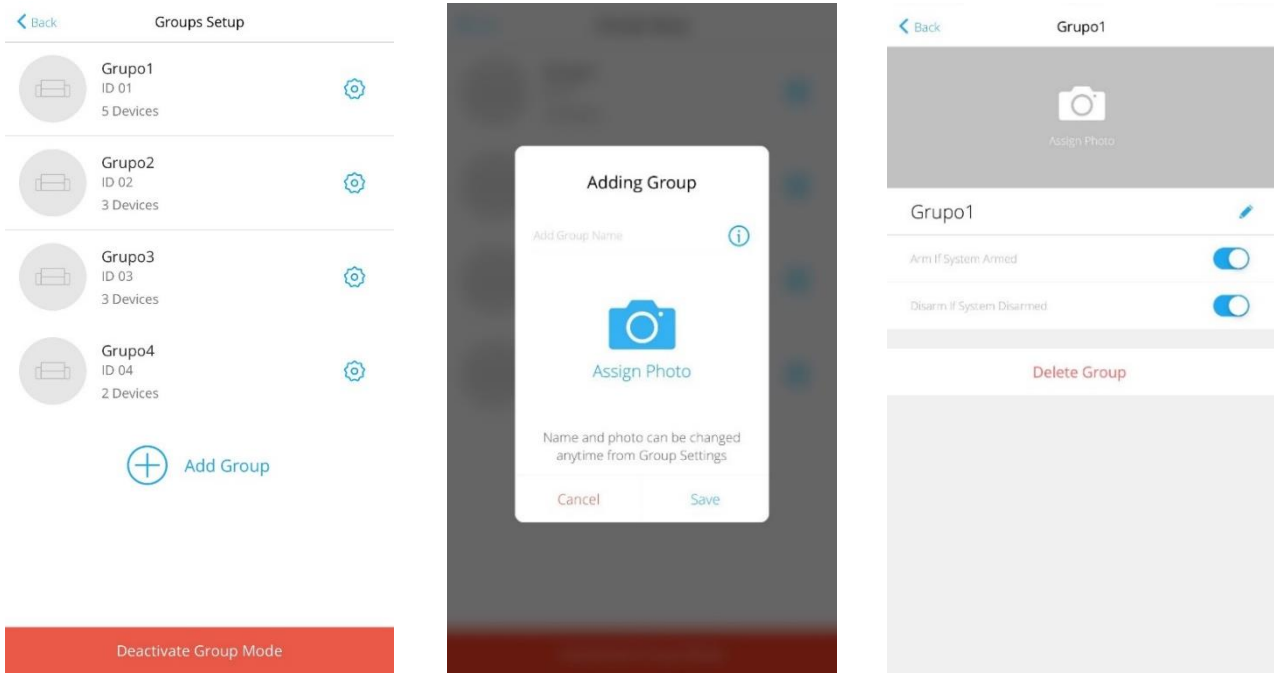 Back
Groups Setup
Grupo1
ID 01
5 Devices
Grupo2
ID 02
3 Devices
Grupo3
ID 03
3 Devices
Grupo4
ID 04
2 Devices
Add Group
Deactivate Group Mode
Adding Group
Add Group Name
Assign Photo
Name and photo can be changed
anytime from Group Settings
Cancel
Save
Back
Grupo1
Assign Photo
Grupo1
Arm If System Armed
Disarm If System Disarmed
Delete Group